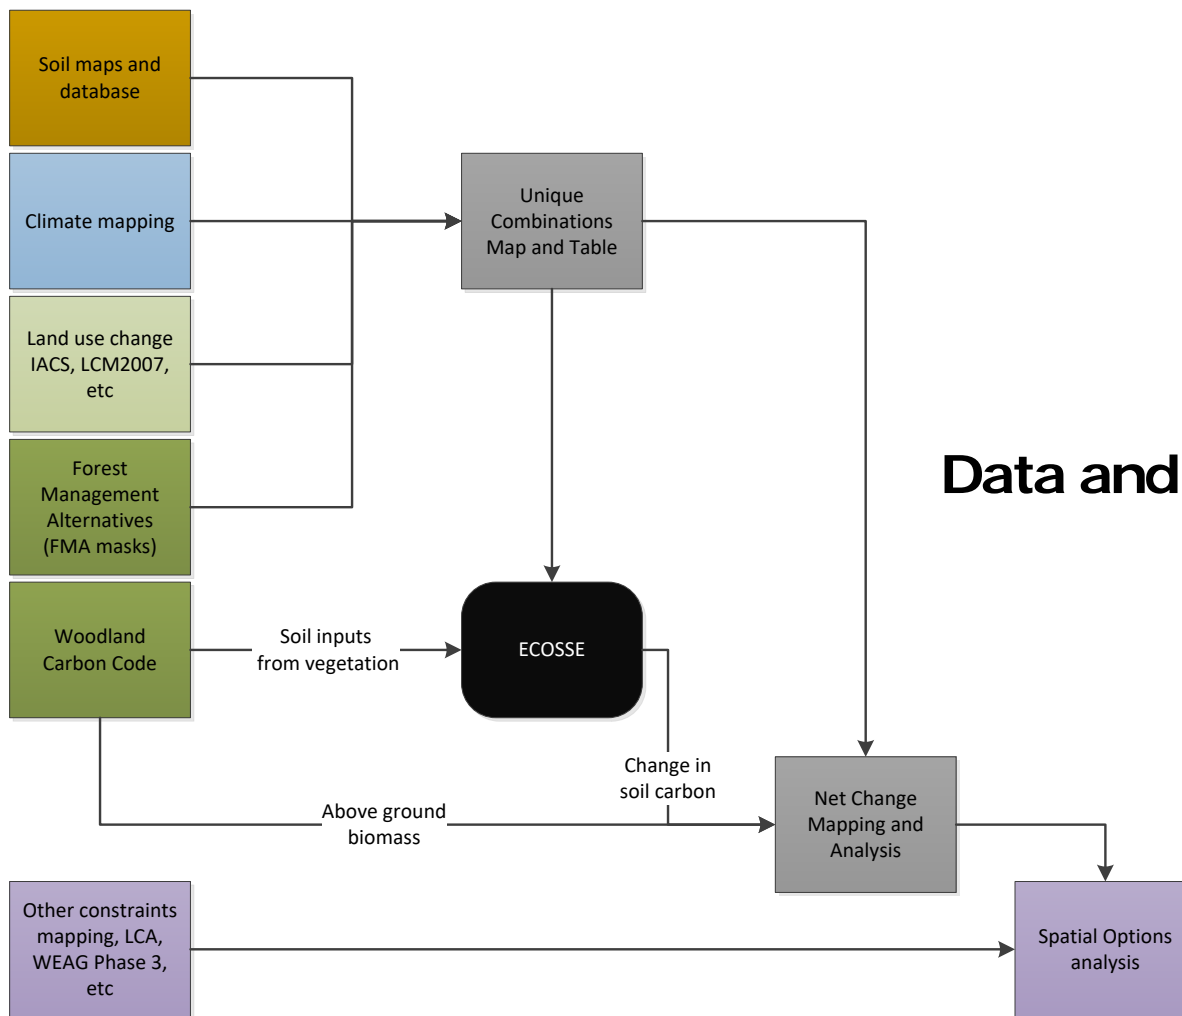 Soil maps and
database
Climate mapping
Land use change
IACS, LCM2007,
etc
Forest
Management
Alternatives
(FMA masks)
Woodland
Carbon Code
Unique
Combinations
Map and Table
Data and
Soil inputs
from vegetation
ECOSSE
Change in
soil carbon
Above ground
biomass
Net Change
Mapping and
Analysis
Other constraints
mapping, LCA,
WEAG Phase 3,
etc
Spatial Options
analysis